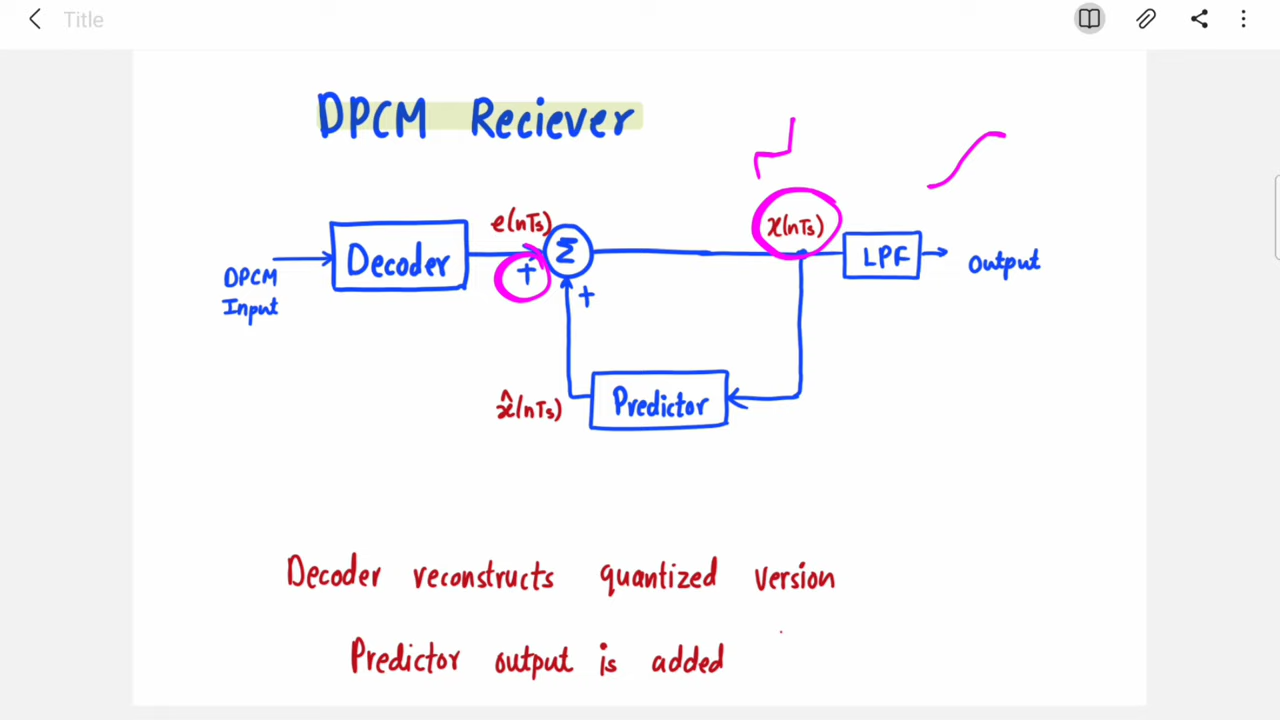 Title
DPCM Reciever
e(nTs)
x(nTs)
Decoder
Σ
LPF
Output
+
+
DPCM
Input
Predictor
x̂(nTs)
Decoder reconstructs quantized version
Predictor output is added